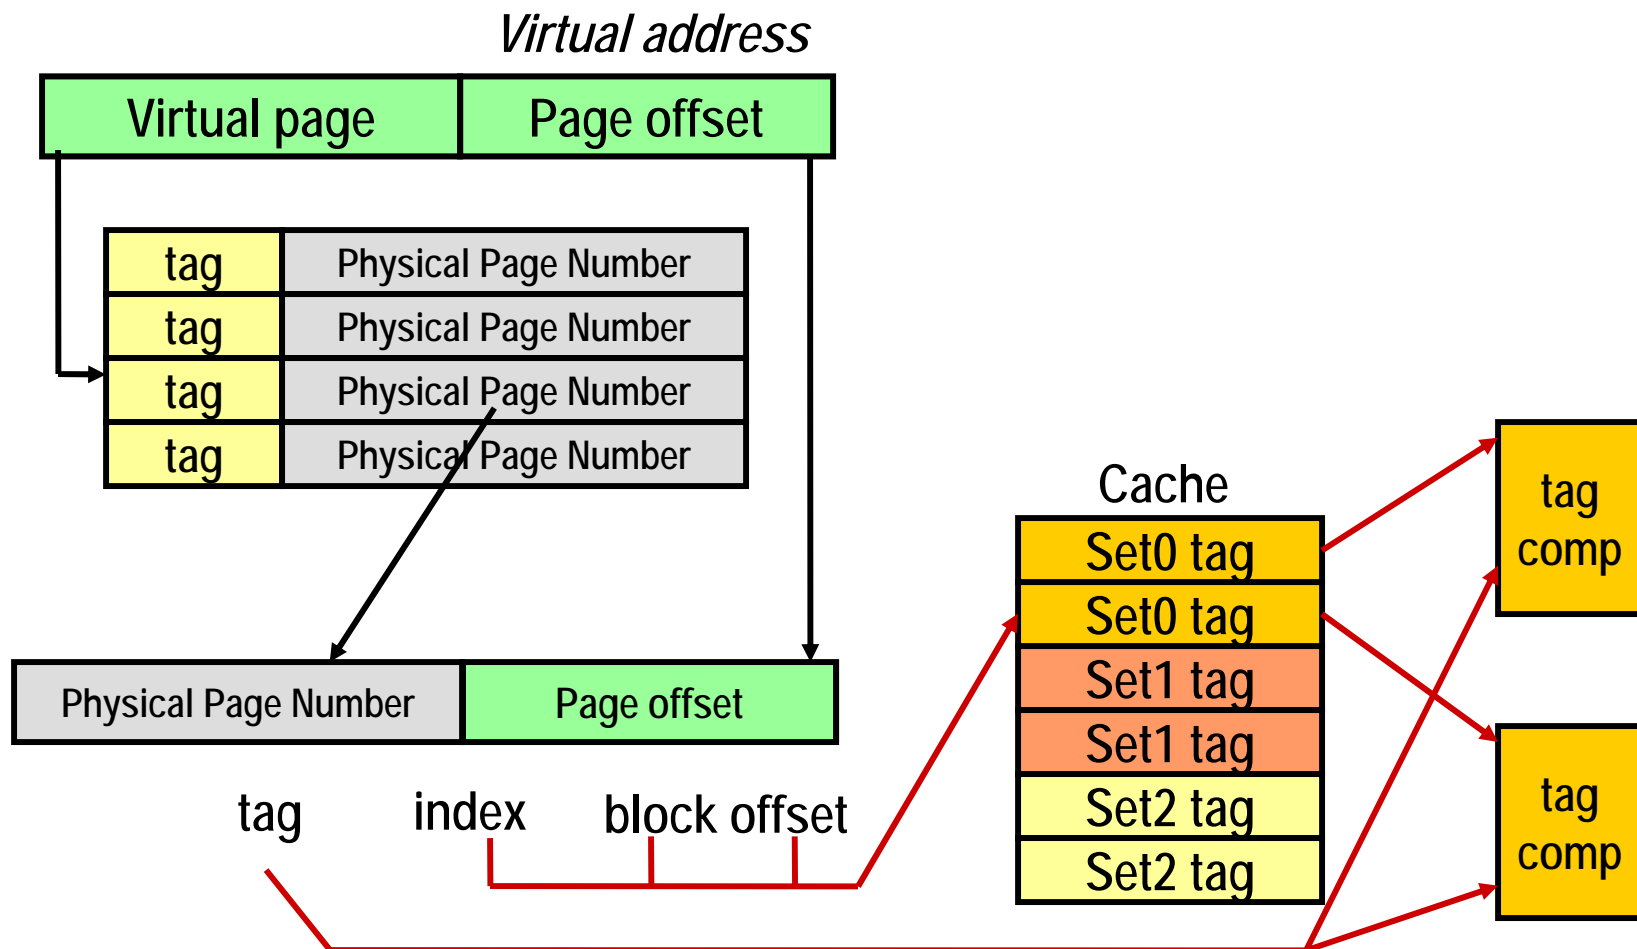 Virtual address
Virtual page Page offset
tag Physical Page Number
tag Physical Page Number
tag Physical Page Number
tag Physical Page Number
Physical Page Number Page offset
tag index block offset
Cache
Set0 tag
Set0 tag
Set1 tag
Set1 tag
Set2 tag
Set2 tag
tag
comp
tag
comp